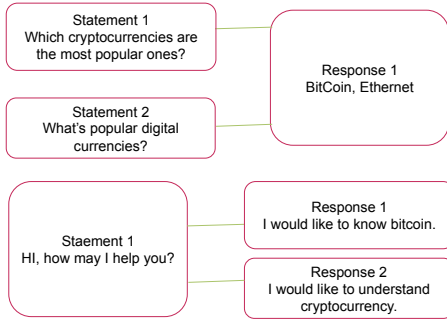 Statement 1
Which cryptocurrencies are
the most popular ones?
Response 1
BitCoin, Ethernet
Statement 2
What's popular digital
currencies?
Staement 1
HI, how may I help you?
Response 1
I would like to know bitcoin.
Response 2
I would like to understand
cryptocurrency.